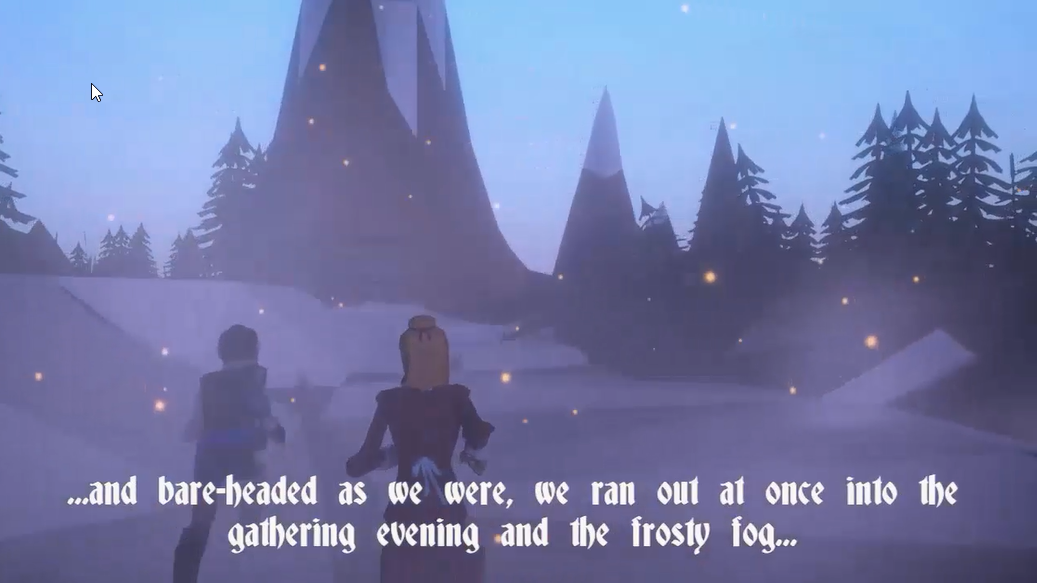 ...and bare-headed as we were, we ran out at once into the
gathering evening and the frosty fog...